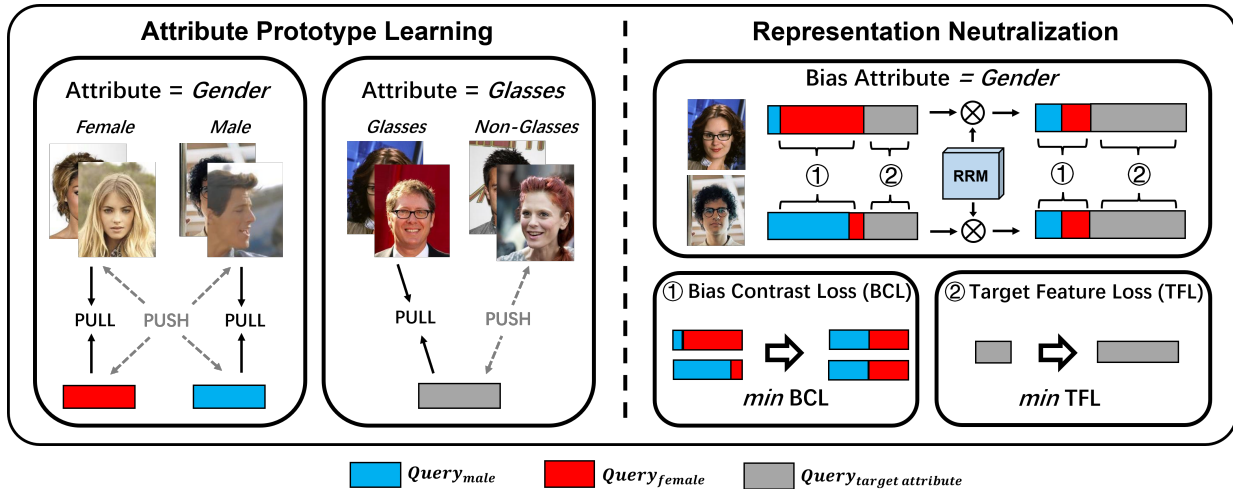 Attribute Prototype Learning
Attribute = Gender
Female
Male
PULL
PUSH
PULL
Attribute = Glasses
Glasses
Non-Glasses
PULL
PUSH
Representation Neutralization
Bias Attribute = Gender
①
②
RRM
①
②
① Bias Contrast Loss (BCL)
min BCL
② Target Feature Loss (TFL)
min TFL
Query_male
Query_female
Query_target attribute